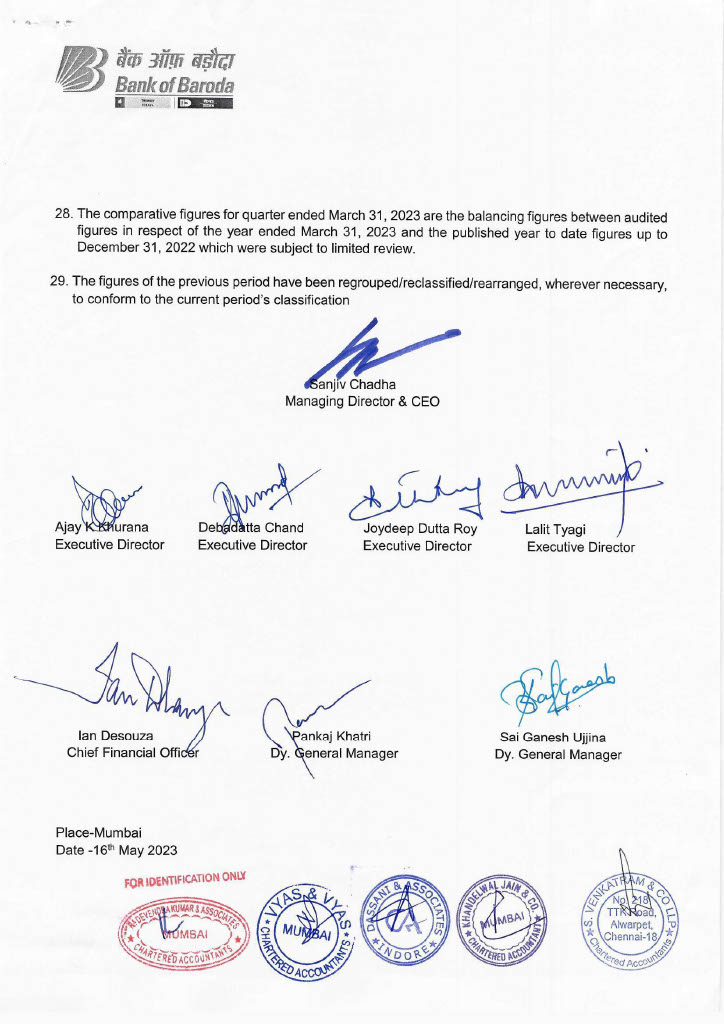 बैंक ऑफ़ बड़ौदा
Bank of Baroda
28. The comparative figures for quarter ended March 31, 2023 are the balancing figures between audited
figures in respect of the year ended March 31, 2023 and the published year to date figures up to
December 31, 2022 which were subject to limited review.
29. The figures of the previous period have been regrouped/reclassified/rearranged, wherever necessary,
to conform to the current period's classification
Sanjiv Chadha
Managing Director & CEO
Ajay K Khurana
Executive Director
Debadatta Chand
Executive Director
Joydeep Dutta Roy
Executive Director
Lalit Tyagi
Executive Director
Ian Desouza
Chief Financial Officer
Pankaj Khatri
Dy. General Manager
Sai Ganesh Ujjina
Dy. General Manager
Place-Mumbai
Date -16th May 2023
FOR IDENTIFICATION ONLY
DEVENDRA KUMAR & ASSOCIATES
MUMBAI
CHARTERED ACCOUNTANTS
VYAS & VYAS
MUMBAI
CHARTERED ACCOUNTANTS
DASSANI & ASSOCIATES
INDORE
KHANDELWAL JAIN & CO.
MUMBAI
CHARTERED ACCOUNTANTS
S. VENKATRAM & CO LLP
No. 218,
TTK Road,
Alwarpet,
Chennai-18.
Chartered Accountants